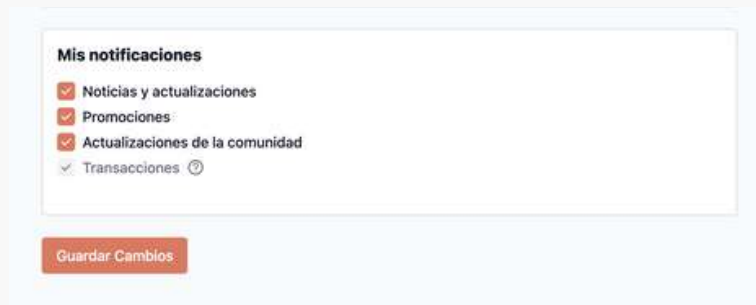 Mis notificaciones
Noticias y actualizaciones
Promociones
Actualizaciones de la comunidad
Transacciones
Guardar Cambios